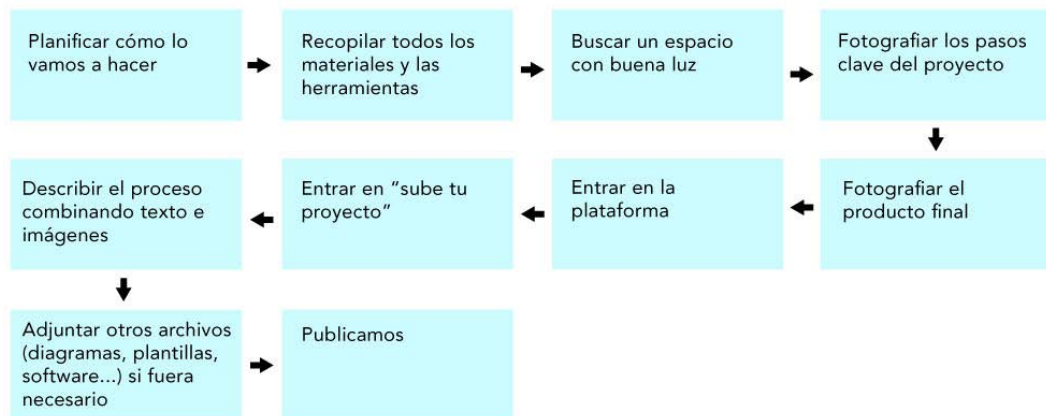 Planificar cómo lo
vamos a hacer
Recopilar todos los
materiales y las
herramientas
Buscar un espacio
con buena luz
Fotografiar los pasos
clave del proyecto
Fotografiar el
producto final
Entrar en la
plataforma
Entrar en “sube tu
proyecto”
Describir el proceso
combinando texto e
imágenes
Adjuntar otros archivos
(diagramas, plantillas,
software...) si fuera
necesario
Publicamos